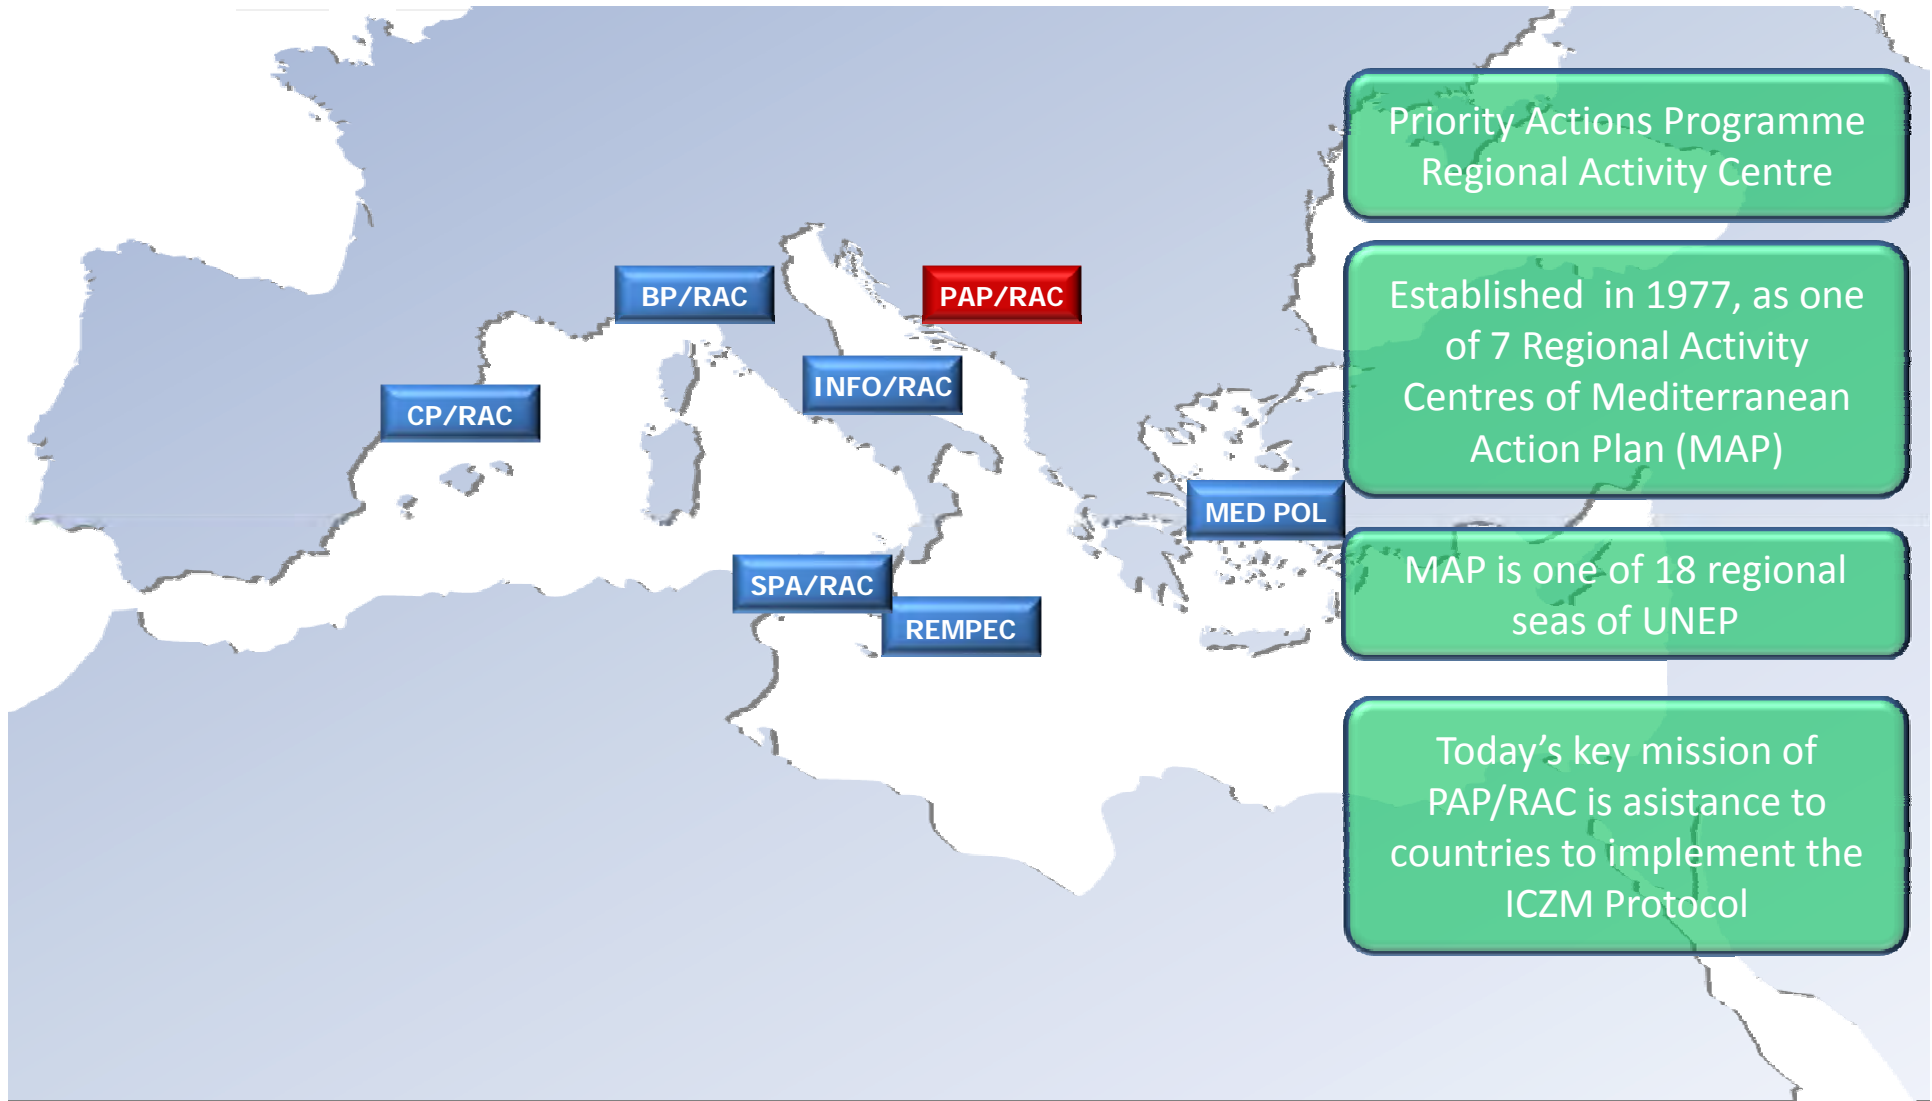 Priority Actions Programme
Regional Activity Centre
Established in 1977, as one
of 7 Regional Activity
Centres of Mediterranean
Action Plan (MAP)
MAP is one of 18 regional
seas of UNEP
Today’s key mission of
PAP/RAC is asistance to
countries to implement the
ICZM Protocol
BP/RAC
PAP/RAC
INFO/RAC
CP/RAC
MED POL
SPA/RAC
REMPEC